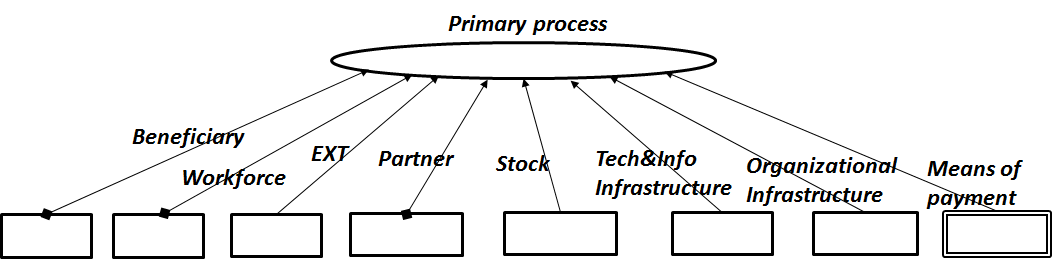 Primary process
Beneficiary
Workforce
EXT
Partner
Stock
Tech&Info
Infrastructure
Organizational
Infrastructure
Means of
payment